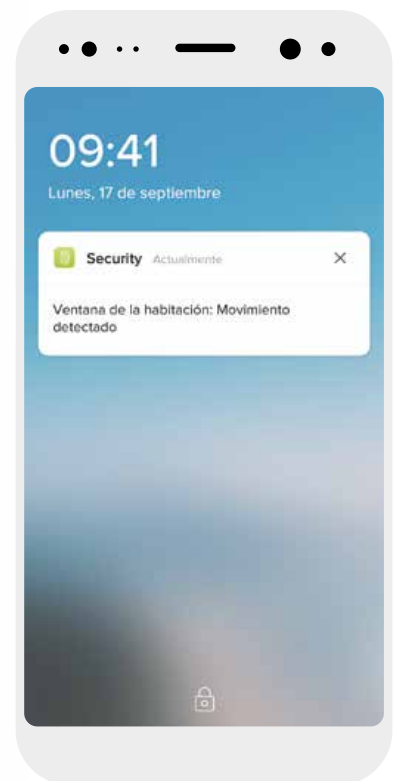 09:41
Lunes, 17 de septiembre
Security Actualmente
Ventana de la habitación: Movimiento
detectado